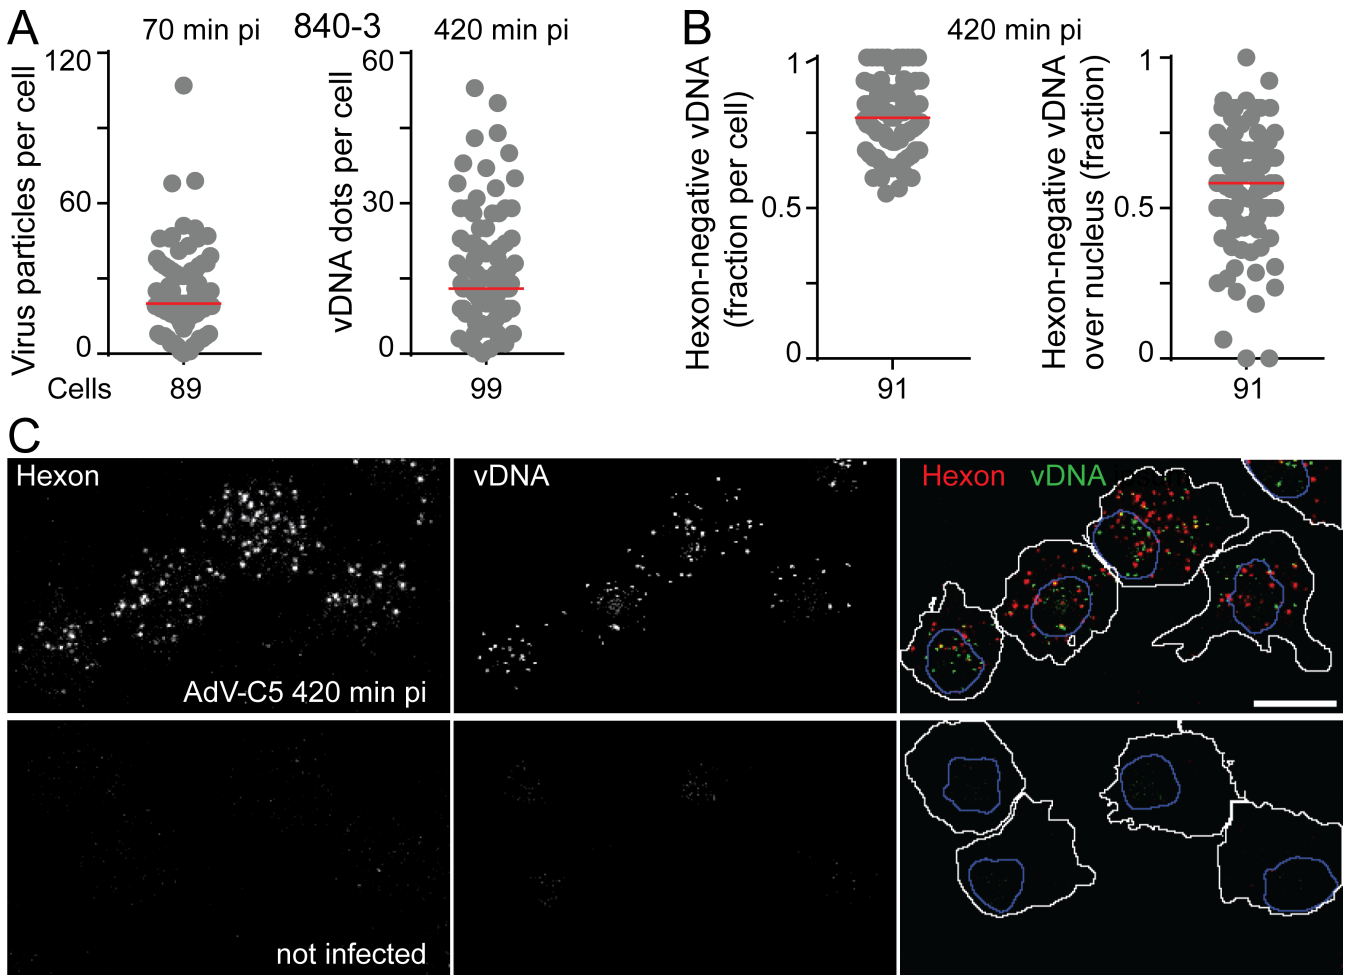 A
70 min pi
840-3
420 min pi
Virus particles per cell
120
60
0
vDNA dots per cell
60
30
0
Cells
89
99
B
420 min pi
Hexon-negative vDNA
(fraction per cell)
1
0.5
0
Hexon-negative vDNA
over nucleus (fraction)
1
0.5
0
91
91
C
Hexon
vDNA
Hexon vDNA
AdV-C5 420 min pi
not infected